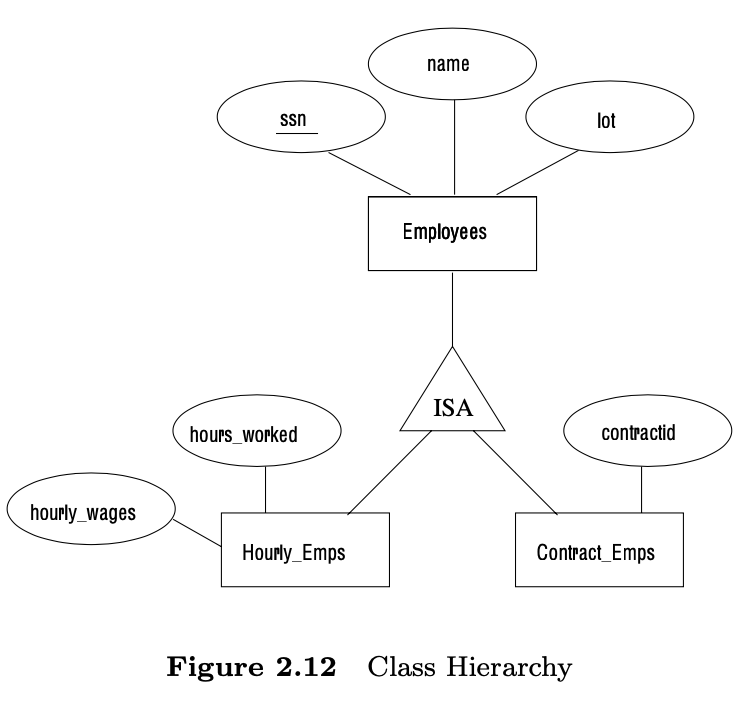 name
ssn
lot
Employees
ISA
hours_worked
contractid
hourly_wages
Hourly_Emps
Contract_Emps
Figure 2.12 Class Hierarchy